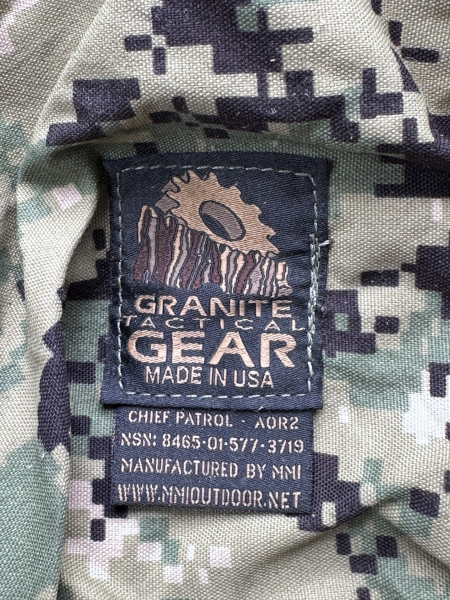 GRANITE
TACTICAL
GEAR
MADE IN USA
CHIEF PATROL - AOR2
NSN: 8465-01-577-3719
MANUFACTURED BY MMI
WWW.MMIOUTDOOR.NET